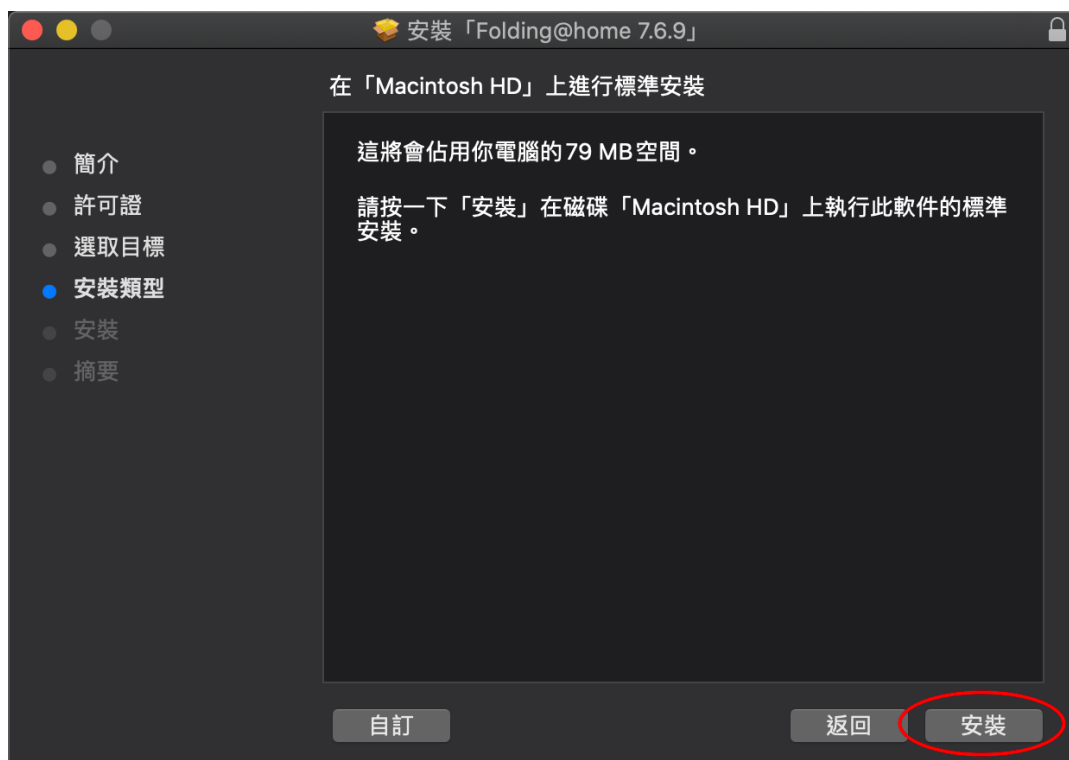 安裝「Folding@home 7.6.9」
在「Macintosh HD」上進行標準安裝
簡介
許可證
選取目標
安裝類型
安裝
摘要
這將會佔用你電腦的79 MB空間。
請按一下「安裝」在磁碟「Macintosh HD」上執行此軟件的標準
安裝。
自訂
返回
安裝